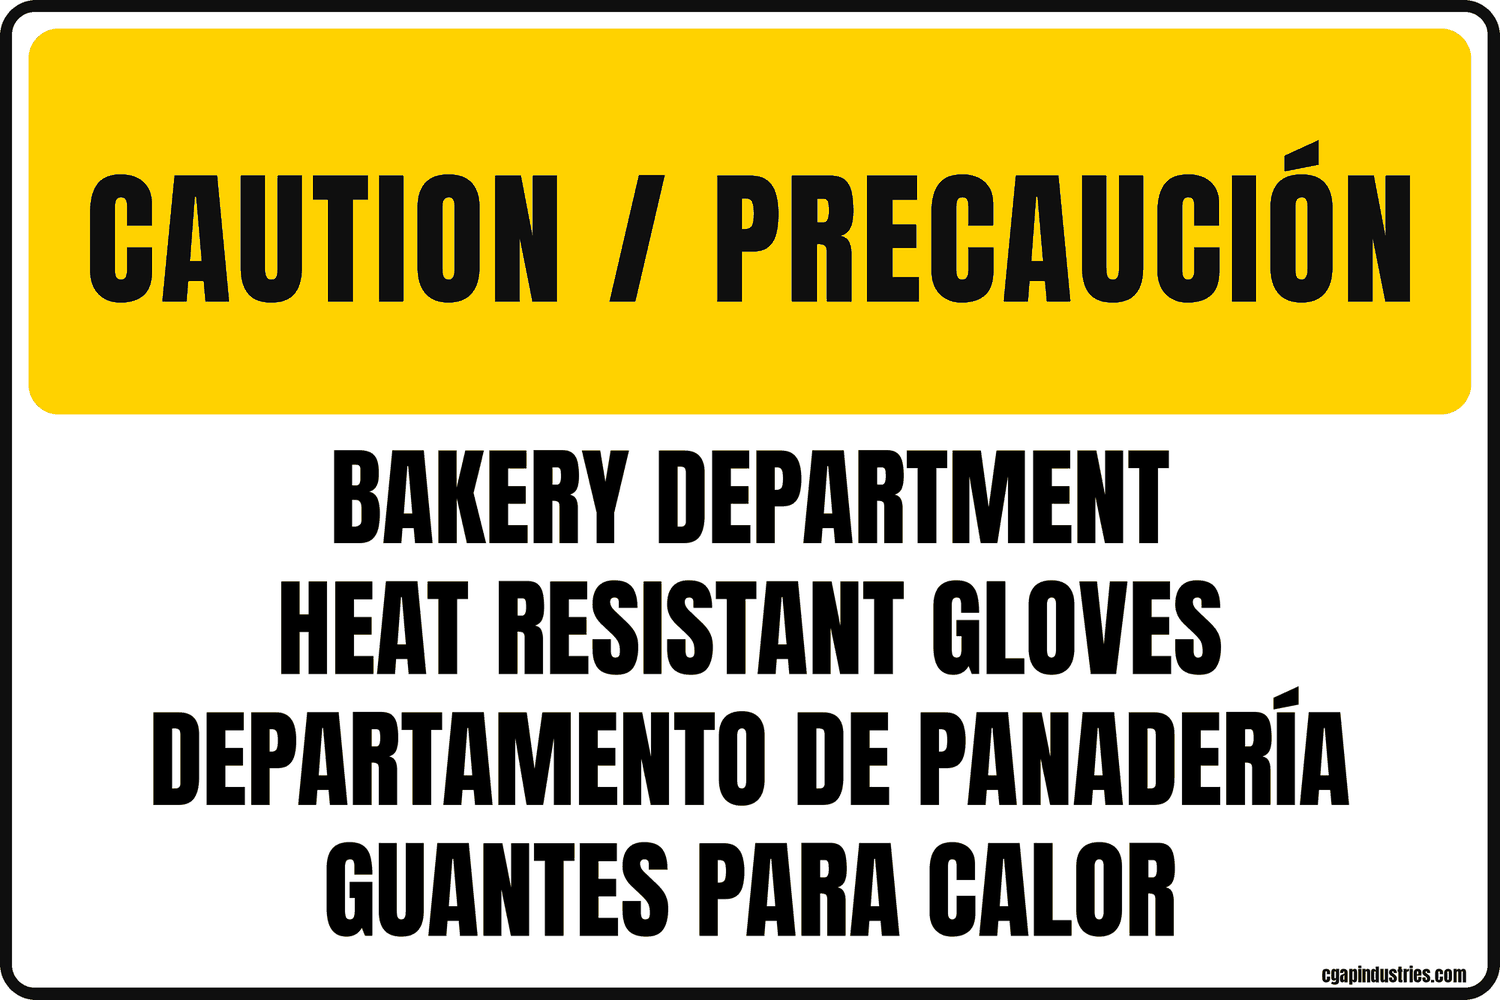 CAUTION / PRECAUCIÓN
BAKERY DEPARTMENT
HEAT RESISTANT GLOVES
DEPARTAMENTO DE PANADERÍA
GUANTES PARA CALOR
cgapindustries.com